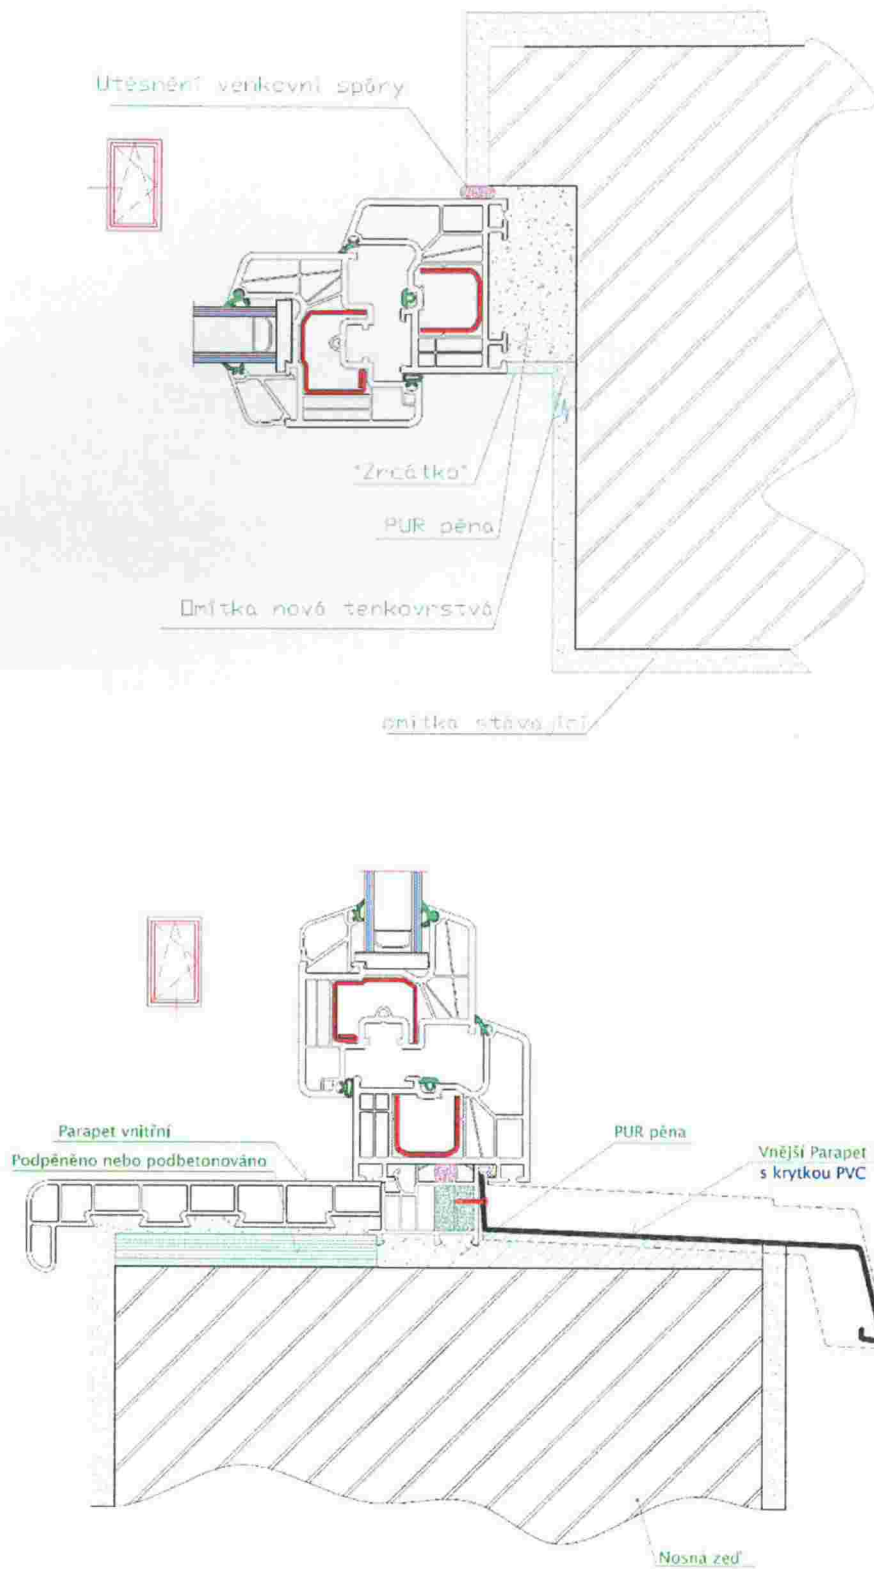 Utěsnění venkovní spáry
"Zrcátko"
PUR pěna
Omítka nová tenkovrstvá
omítka stávající
Parapet vnitřní
Podpěněno nebo podbetonováno
PUR pěna
Vnější Parapet
s krytkou PVC
Nosná zeď